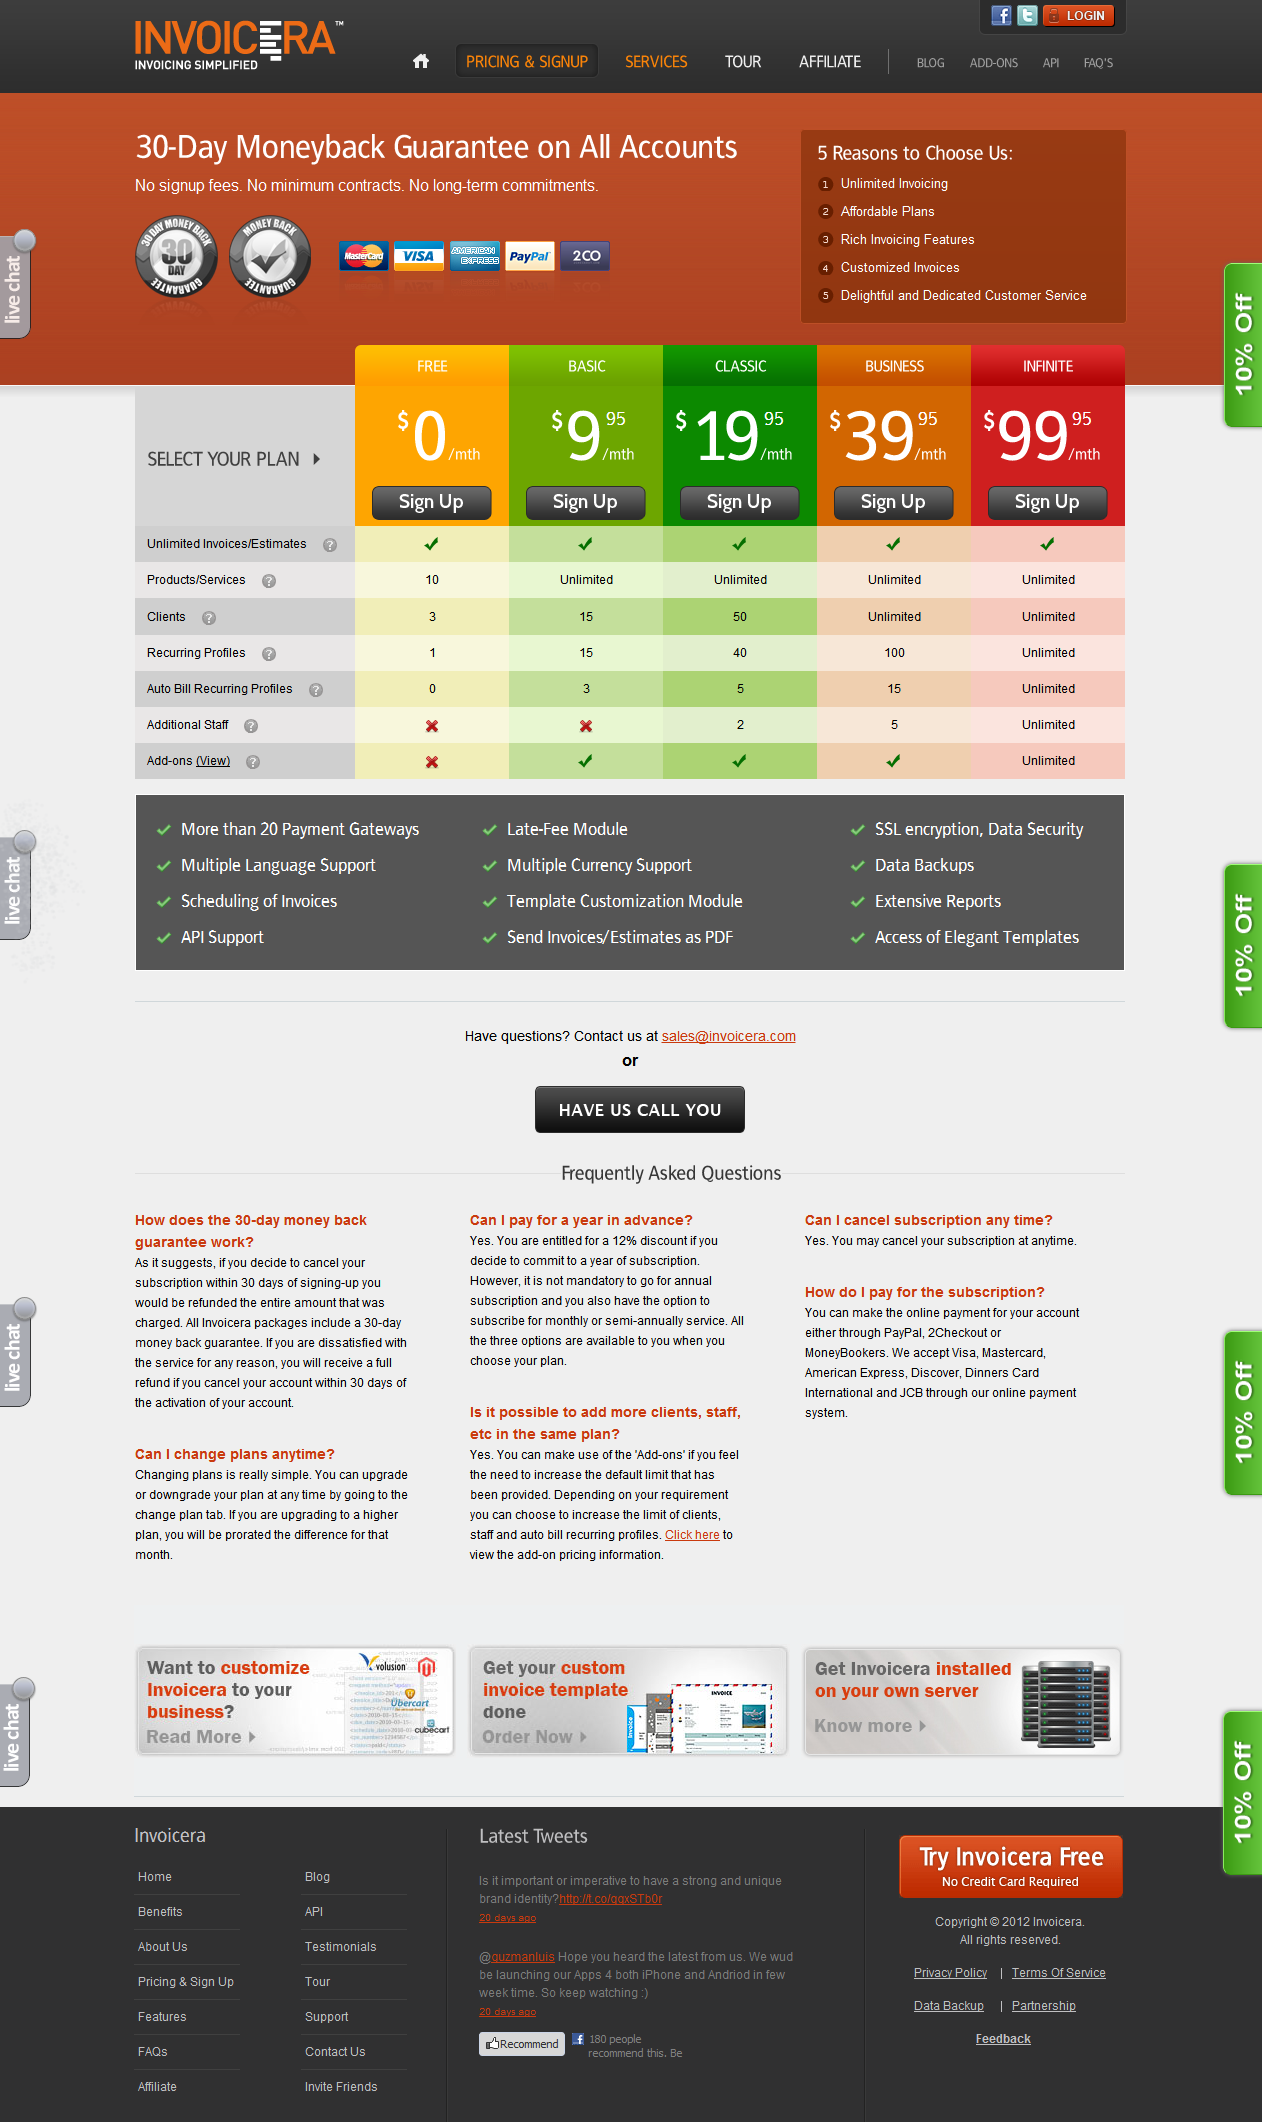 INVOICERA™
INVOICING SIMPLIFIED
LOGIN
PRICING & SIGNUP
SERVICES
TOUR
AFFILIATE
BLOG
ADD-ONS
API
FAQ'S
30-Day Moneyback Guarantee on All Accounts
No signup fees. No minimum contracts. No long-term commitments.
30 DAY MONEY BACK
30
DAY
GUARANTEE
MONEY BACK
GUARANTEE
MasterCard
VISA
AMERICAN EXPRESS
PayPal
2CO
5 Reasons to Choose Us:
1 Unlimited Invoicing
2 Affordable Plans
3 Rich Invoicing Features
4 Customized Invoices
5 Delightful and Dedicated Customer Service
live chat
10% Off
SELECT YOUR PLAN
FREE BASIC CLASSIC BUSINESS INFINITE
$0/mth $9 95/mth $19 95/mth $39 95/mth $99 95/mth
Sign Up Sign Up Sign Up Sign Up Sign Up
Unlimited Invoices/Estimates ?
Products/Services ? 10 Unlimited Unlimited Unlimited Unlimited
Clients ? 3 15 50 Unlimited Unlimited
Recurring Profiles ? 1 15 40 100 Unlimited
Auto Bill Recurring Profiles ? 0 3 5 15 Unlimited
Additional Staff ? 2 5 Unlimited
Add-ons (View) ? Unlimited
More than 20 Payment Gateways
Multiple Language Support
Scheduling of Invoices
API Support
Late-Fee Module
Multiple Currency Support
Template Customization Module
Send Invoices/Estimates as PDF
SSL encryption, Data Security
Data Backups
Extensive Reports
Access of Elegant Templates
live chat
10% Off
Have questions? Contact us at sales@invoicera.com
or
HAVE US CALL YOU
Frequently Asked Questions
How does the 30-day money back
guarantee work?
As it suggests, if you decide to cancel your
subscription within 30 days of signing-up you
would be refunded the entire amount that was
charged. All Invoicera packages include a 30-day
money back guarantee. If you are dissatisfied with
the service for any reason, you will receive a full
refund if you cancel your account within 30 days of
the activation of your account.
Can I change plans anytime?
Changing plans is really simple. You can upgrade
or downgrade your plan at any time by going to the
change plan tab. If you are upgrading to a higher
plan, you will be prorated the difference for that
month.
Can I pay for a year in advance?
Yes. You are entitled for a 12% discount if you
decide to commit to a year of subscription.
However, it is not mandatory to go for annual
subscription and you also have the option to
subscribe for monthly or semi-annually service. All
the three options are available to you when you
choose your plan.
Is it possible to add more clients, staff,
etc in the same plan?
Yes. You can make use of the 'Add-ons' if you feel
the need to increase the default limit that has
been provided. Depending on your requirement
you can choose to increase the limit of clients,
staff and auto bill recurring profiles. Click here to
view the add-on pricing information.
Can I cancel subscription any time?
Yes. You may cancel your subscription at anytime.
How do I pay for the subscription?
You can make the online payment for your account
either through PayPal, 2Checkout or
MoneyBookers. We accept Visa, Mastercard,
American Express, Discover, Dinners Card
International and JCB through our online payment
system.
live chat
10% Off
Want to customize
Invoicera to your
business?
Read More
Volusion
Ubercart
cubecart
Get your custom
invoice template
done
Order Now
Invoice
INVOICE
Get Invoicera installed
on your own server
Know more
live chat
10% Off
Invoicera
Home
Benefits
About Us
Pricing & Sign Up
Features
FAQs
Affiliate
Blog
API
Testimonials
Tour
Support
Contact Us
Invite Friends
Latest Tweets
Is it important or imperative to have a strong and unique
brand identity?http://t.co/gqxSTb0r
20 days ago
@guzmanluis Hope you heard the latest from us. We wud
be launching our Apps 4 both iPhone and Andriod in few
week time. So keep watching :)
20 days ago
Recommend
180 people
recommend this. Be
Try Invoicera Free
No Credit Card Required
Copyright © 2012 Invoicera.
All rights reserved.
Privacy Policy | Terms Of Service
Data Backup | Partnership
Feedback